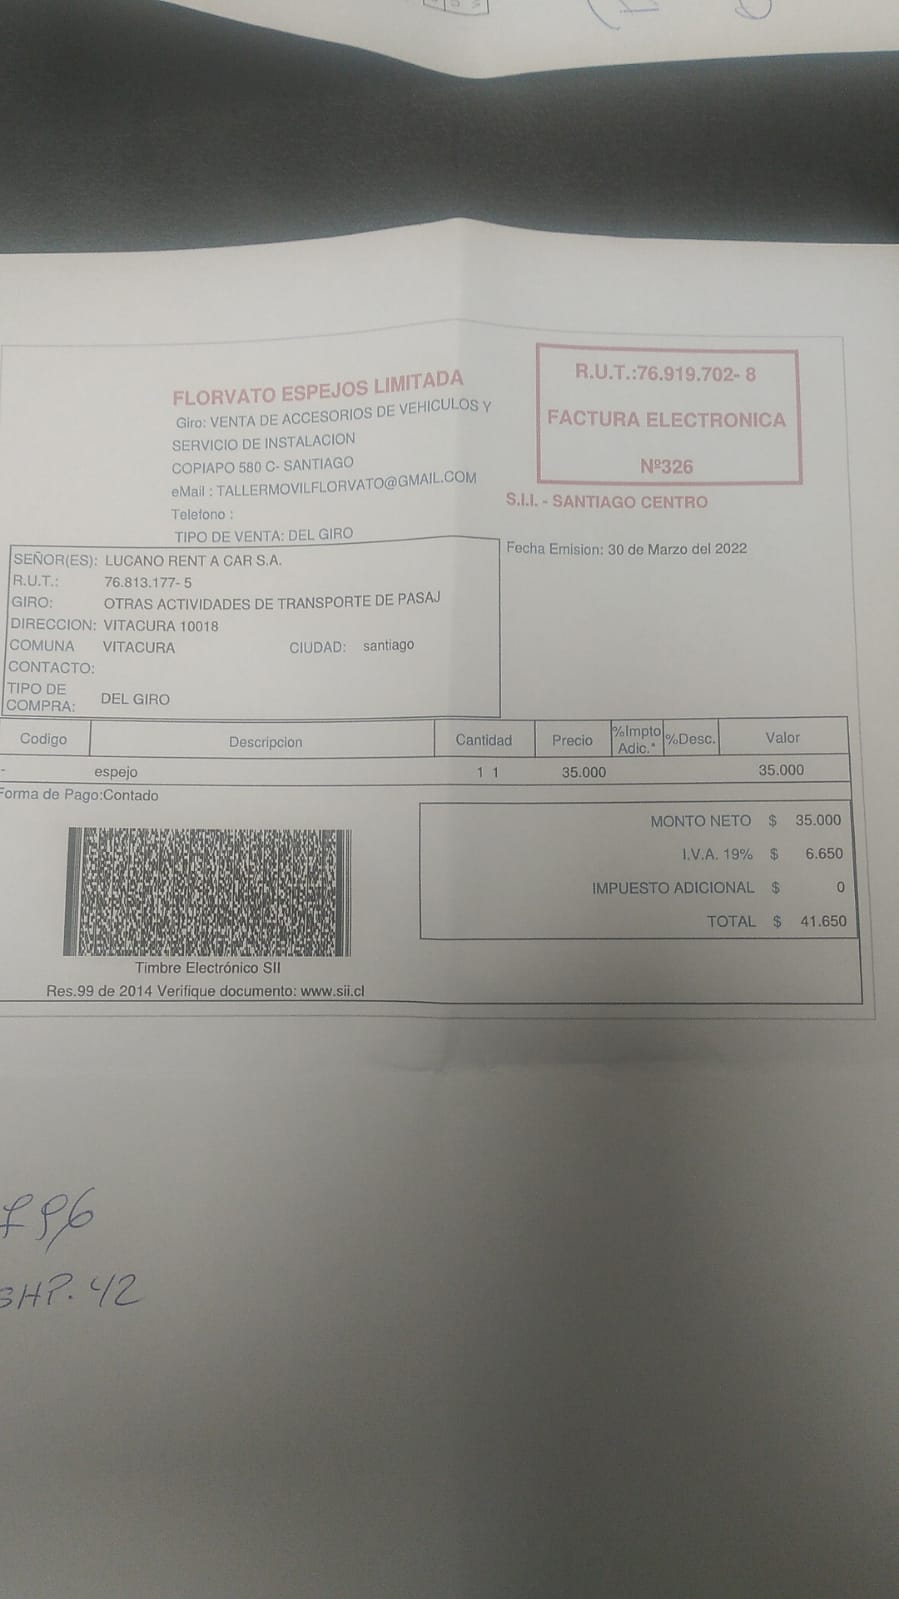 FLORVATO ESPEJOS LIMITADA
Giro: VENTA DE ACCESORIOS DE VEHICULOS Y
SERVICIO DE INSTALACION
COPIAPO 580 C- SANTIAGO
eMail : TALLERMOVILFLORVATO@GMAIL.COM
Telefono :
TIPO DE VENTA: DEL GIRO
R.U.T.:76.919.702- 8
FACTURA ELECTRONICA
Nº326
S.I.I. - SANTIAGO CENTRO
Fecha Emision: 30 de Marzo del 2022
SEÑOR(ES): LUCANO RENT A CAR S.A.
R.U.T.: 76.813.177- 5
GIRO: OTRAS ACTIVIDADES DE TRANSPORTE DE PASAJ
DIRECCION: VITACURA 10018
COMUNA VITACURA CIUDAD: santiago
CONTACTO:
TIPO DE COMPRA: DEL GIRO
Codigo Descripcion Cantidad Precio %Impto Adic.* %Desc. Valor
- espejo 1 1 35.000 35.000
Forma de Pago:Contado
MONTO NETO $ 35.000
I.V.A. 19% $ 6.650
IMPUESTO ADICIONAL $ 0
TOTAL $ 41.650
Timbre Electrónico SII
Res.99 de 2014 Verifique documento: www.sii.cl
HP. 42